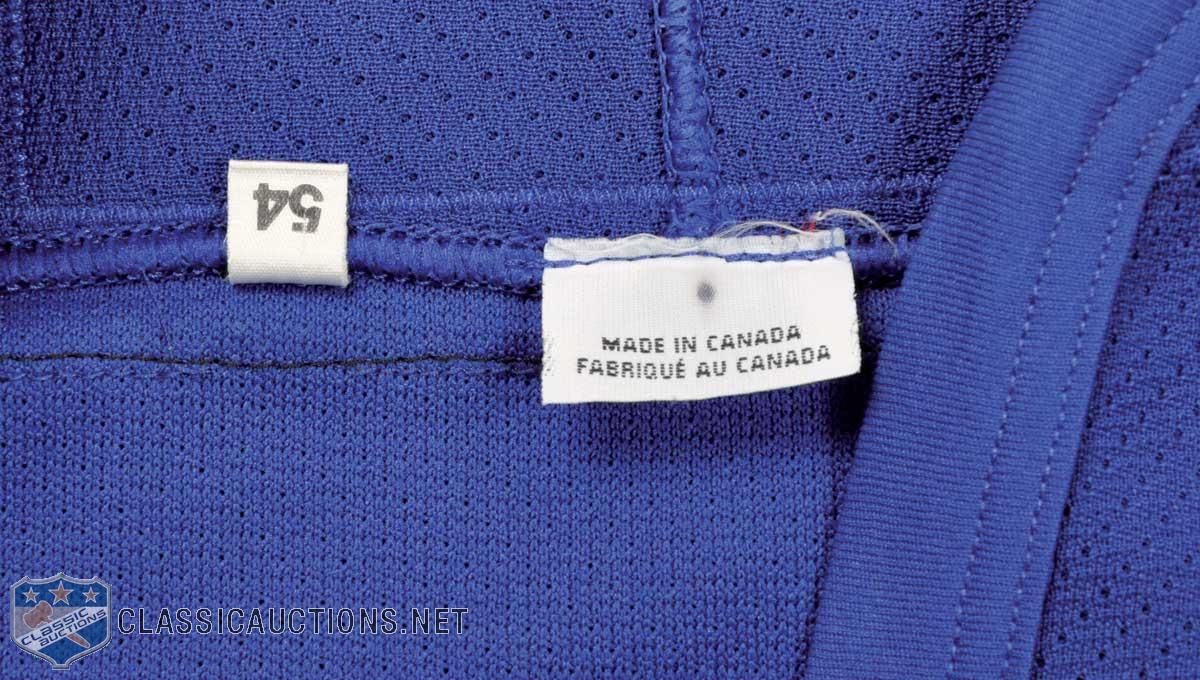 54
MADE IN CANADA
FABRIQUÉ AU CANADA
CLASSIC
AUCTIONS
CLASSICAUCTIONS.NET